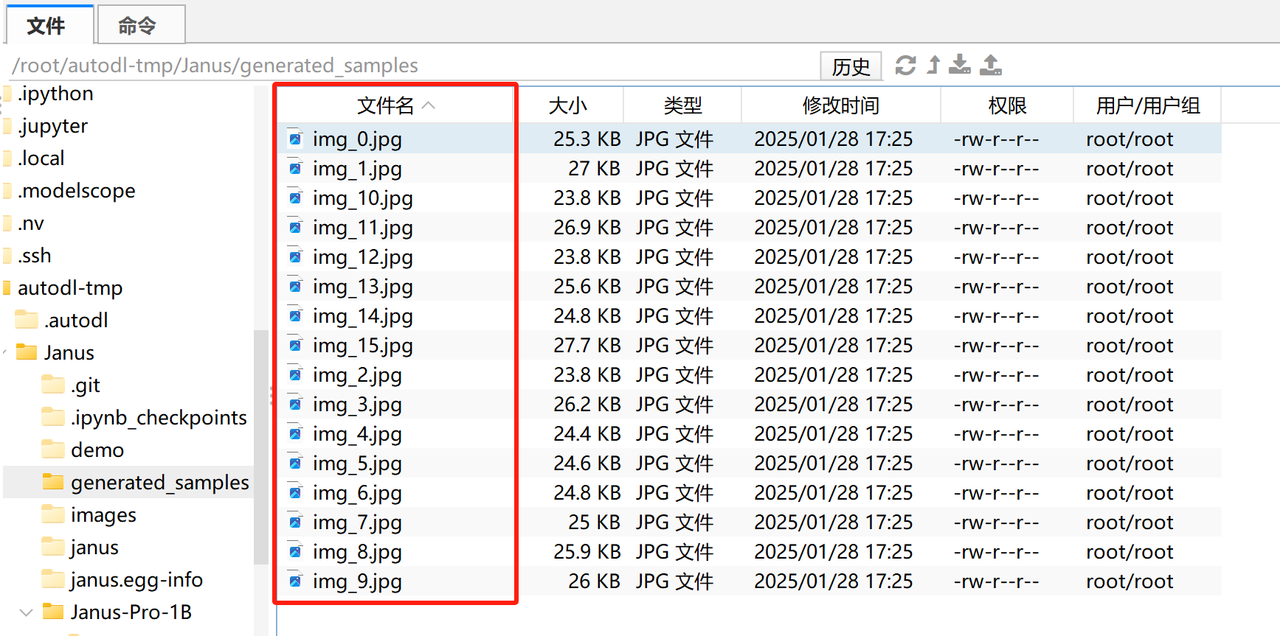 文件 命令
/root/autodl-tmp/Janus/generated_samples 历史
.ipython
.jupyter
.local
.modelscope
.nv
.ssh
autodl-tmp
.autodl
Janus
.git
.ipynb_checkpoints
demo
generated_samples
images
janus
janus.egg-info
Janus-Pro-1B
文件名 大小 类型 修改时间 权限 用户/用户组
img_0.jpg 25.3 KB JPG 文件 2025/01/28 17:25 -rw-r--r-- root/root
img_1.jpg 27 KB JPG 文件 2025/01/28 17:25 -rw-r--r-- root/root
img_10.jpg 23.8 KB JPG 文件 2025/01/28 17:25 -rw-r--r-- root/root
img_11.jpg 26.9 KB JPG 文件 2025/01/28 17:25 -rw-r--r-- root/root
img_12.jpg 23.8 KB JPG 文件 2025/01/28 17:25 -rw-r--r-- root/root
img_13.jpg 25.6 KB JPG 文件 2025/01/28 17:25 -rw-r--r-- root/root
img_14.jpg 24.8 KB JPG 文件 2025/01/28 17:25 -rw-r--r-- root/root
img_15.jpg 27.7 KB JPG 文件 2025/01/28 17:25 -rw-r--r-- root/root
img_2.jpg 23.8 KB JPG 文件 2025/01/28 17:25 -rw-r--r-- root/root
img_3.jpg 26.2 KB JPG 文件 2025/01/28 17:25 -rw-r--r-- root/root
img_4.jpg 24.4 KB JPG 文件 2025/01/28 17:25 -rw-r--r-- root/root
img_5.jpg 24.6 KB JPG 文件 2025/01/28 17:25 -rw-r--r-- root/root
img_6.jpg 24.8 KB JPG 文件 2025/01/28 17:25 -rw-r--r-- root/root
img_7.jpg 25 KB JPG 文件 2025/01/28 17:25 -rw-r--r-- root/root
img_8.jpg 25.9 KB JPG 文件 2025/01/28 17:25 -rw-r--r-- root/root
img_9.jpg 26 KB JPG 文件 2025/01/28 17:25 -rw-r--r-- root/root